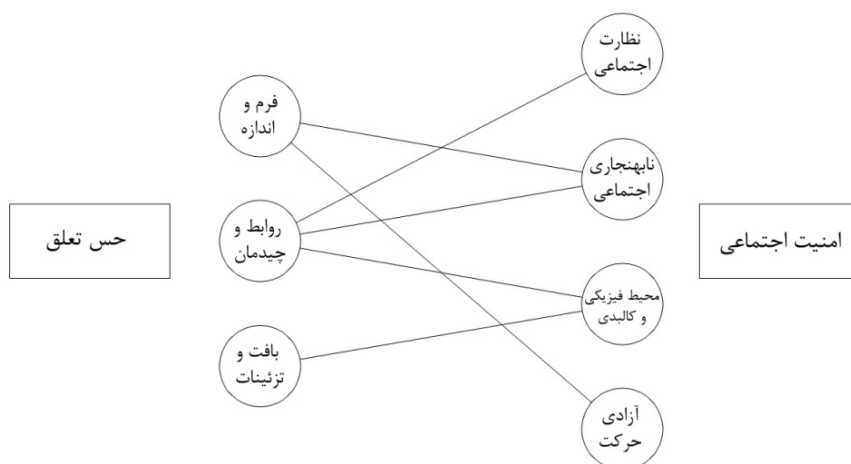 نظارت
اجتماعی
فرم و
اندازه
نابهنجاری
اجتماعی
امنیت اجتماعی
روابط و
چیدمان
حس تعلق
محیط فیزیکی
و کالبدی
بافت و
تزئینات
آزادی
حرکت